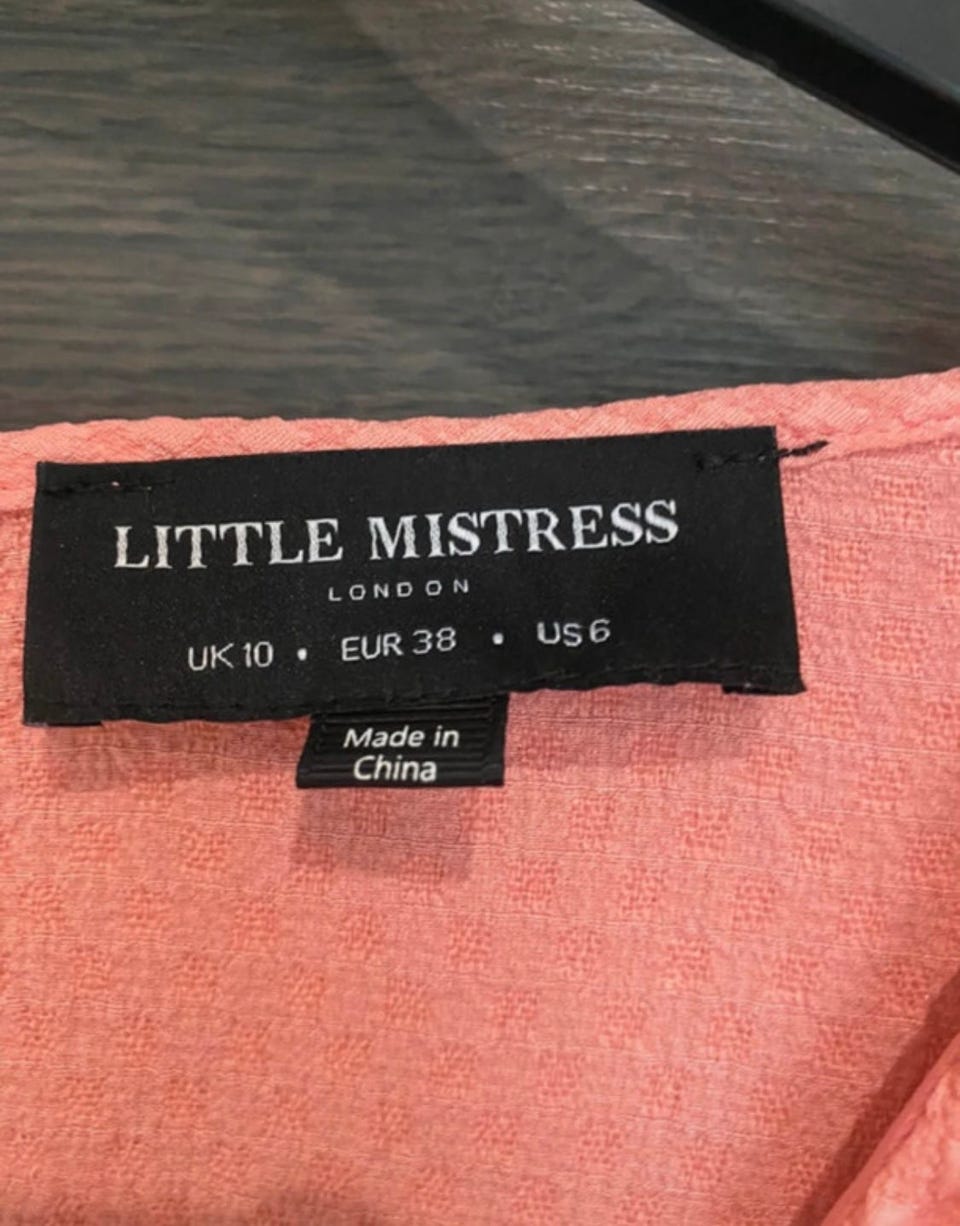 LITTLE MISTRESS
LONDON
UK 10 • EUR 38 • US 6
Made in
China